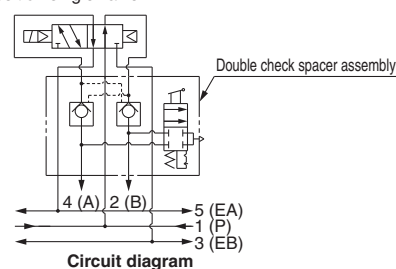 Double check spacer assembly
4 (A) 2 (B)
5 (EA)
1 (P)
3 (EB)
Circuit diagram